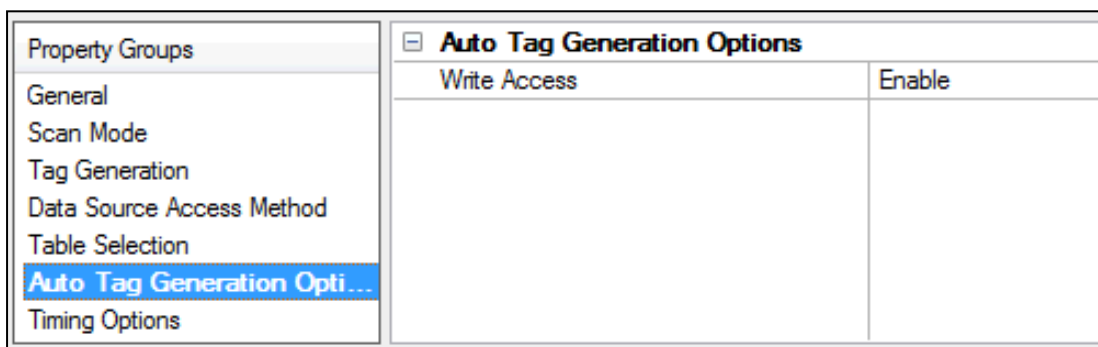 Property Groups
General
Scan Mode
Tag Generation
Data Source Access Method
Table Selection
Auto Tag Generation Opti...
Timing Options
Auto Tag Generation Options
Write Access Enable